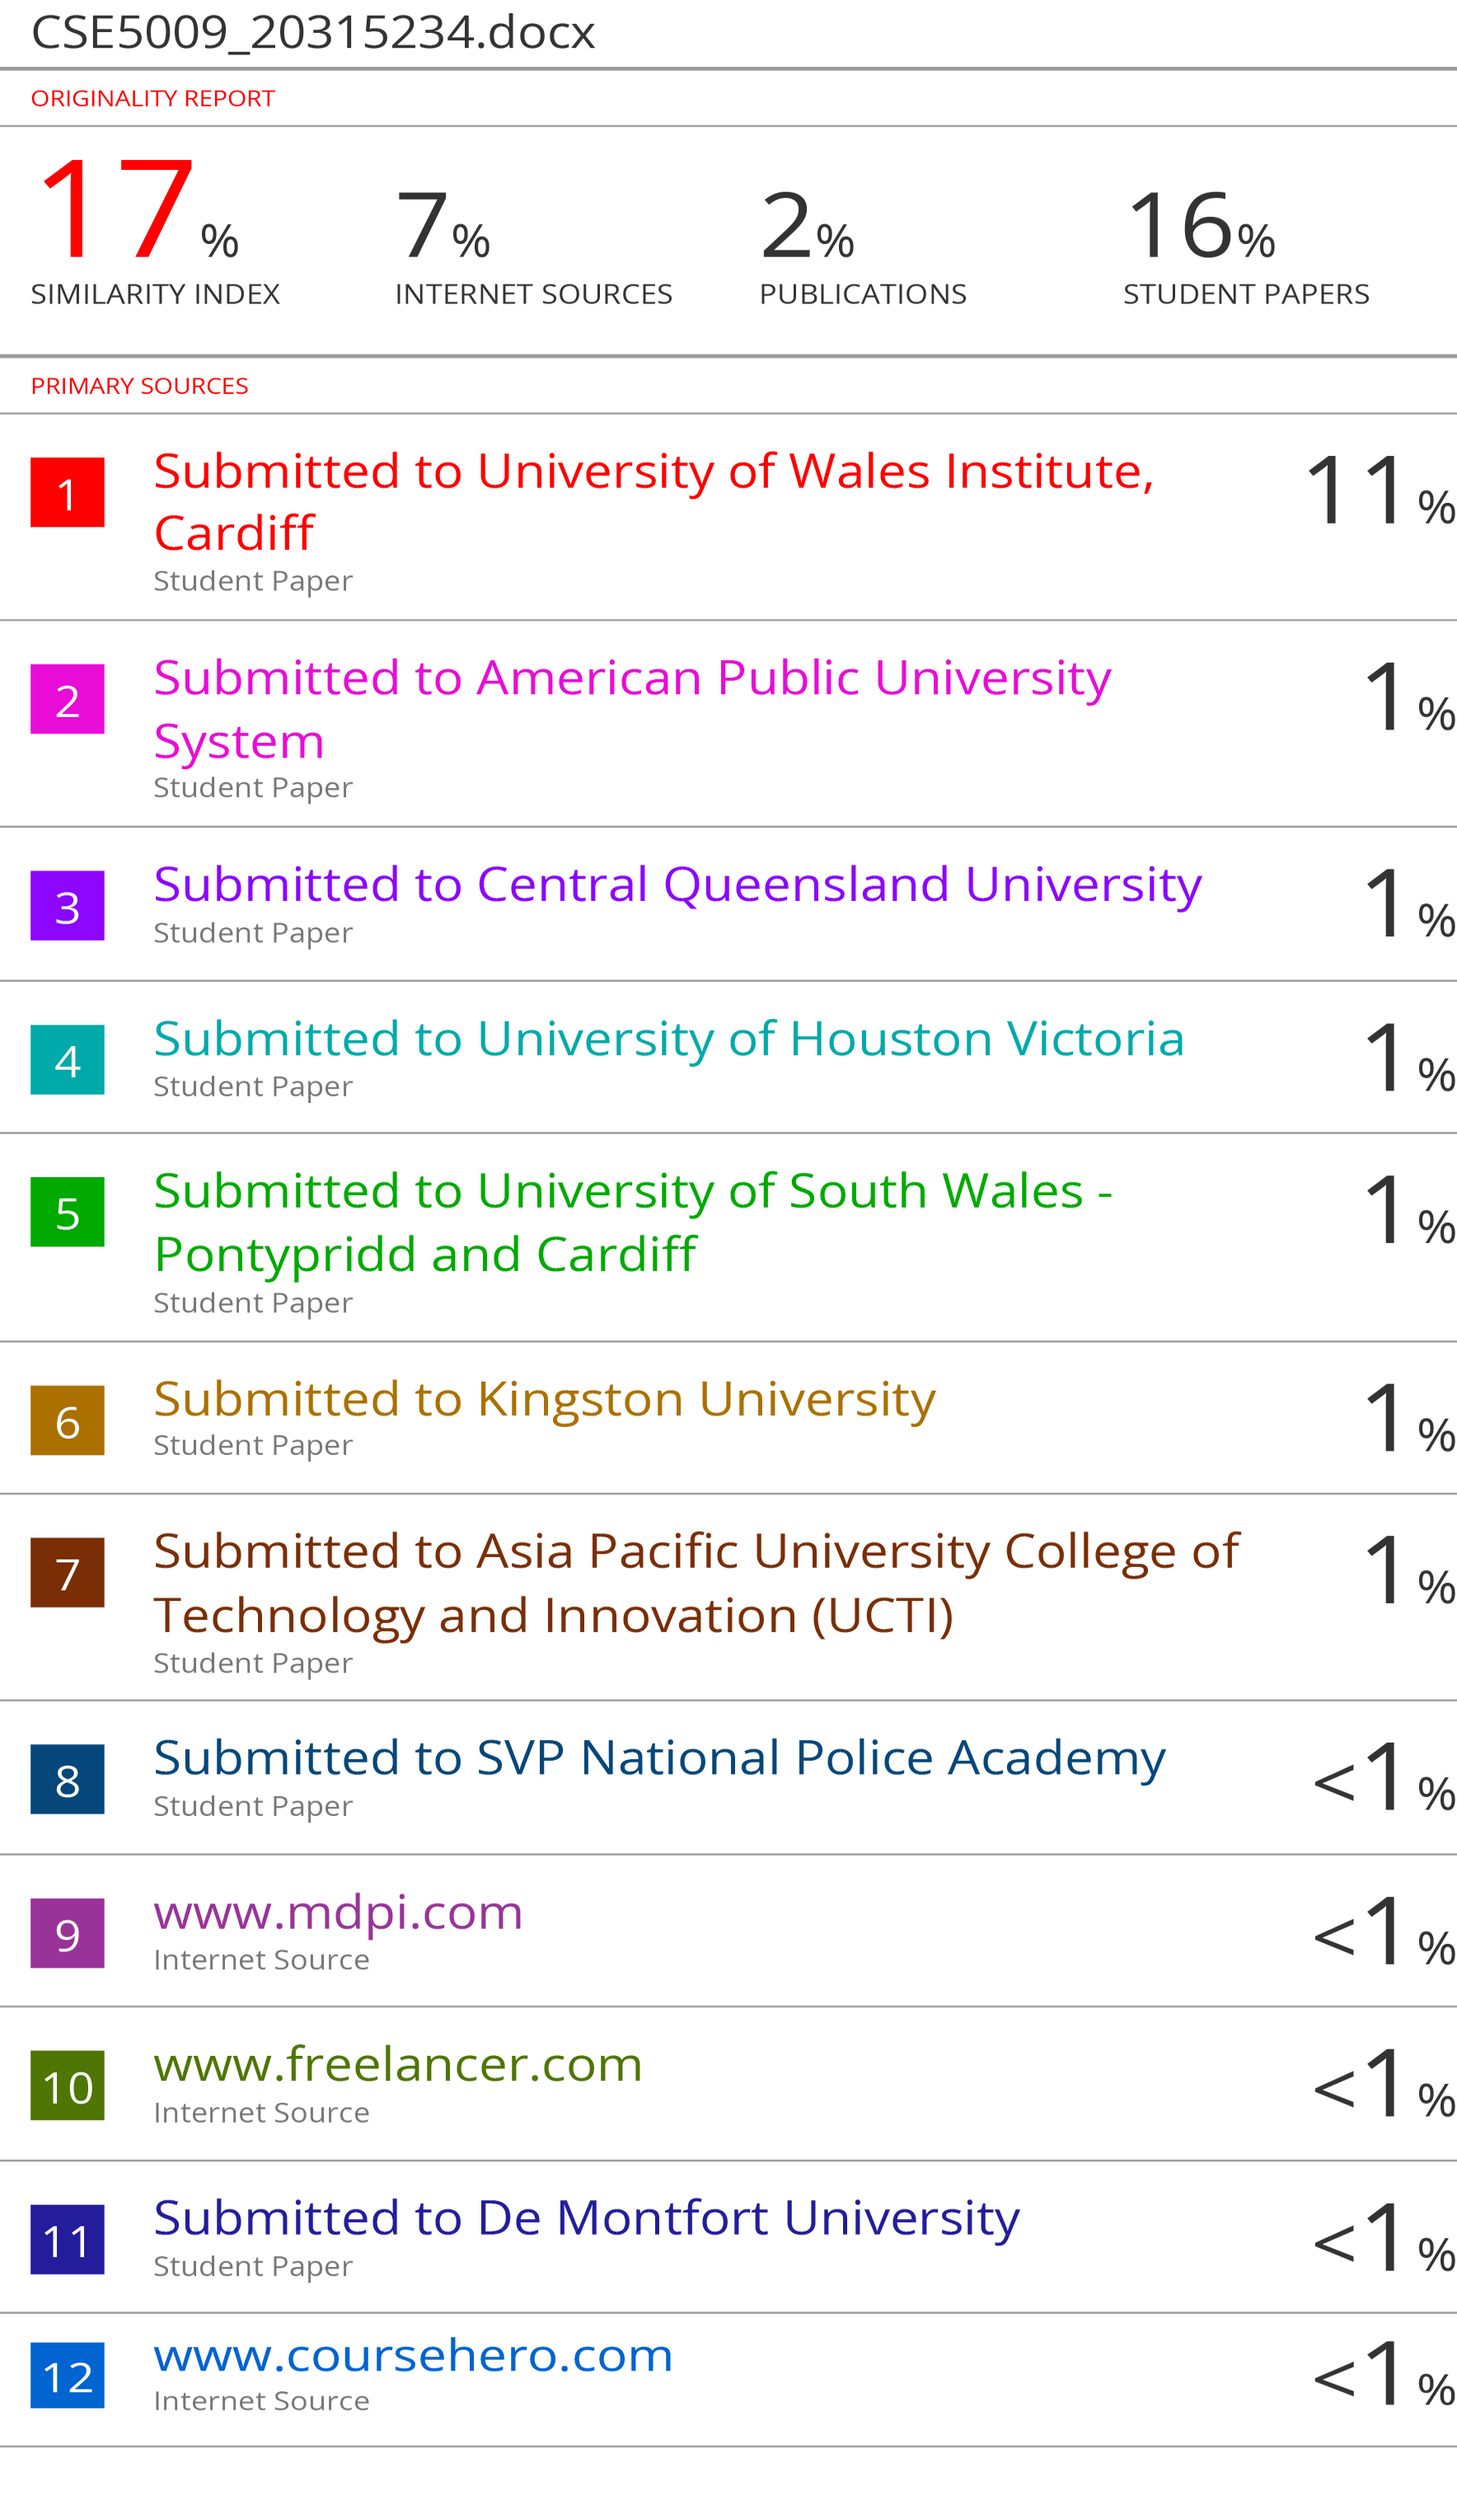 CSE5009_20315234.docx
ORIGINALITY REPORT
17% 7% 2% 16%
SIMILARITY INDEX INTERNET SOURCES PUBLICATIONS STUDENT PAPERS
PRIMARY SOURCES
1 Submitted to University of Wales Institute, 11%
Cardiff
Student Paper
2 Submitted to American Public University 1%
System
Student Paper
3 Submitted to Central Queensland University 1%
Student Paper
4 Submitted to University of Houston Victoria 1%
Student Paper
5 Submitted to University of South Wales - 1%
Pontypridd and Cardiff
Student Paper
6 Submitted to Kingston University 1%
Student Paper
7 Submitted to Asia Pacific University College of 1%
Technology and Innovation (UCTI)
Student Paper
8 Submitted to SVP National Police Academy <1%
Student Paper
9 www.mdpi.com <1%
Internet Source
10 www.freelancer.com <1%
Internet Source
11 Submitted to De Montfort University <1%
Student Paper
12 www.coursehero.com <1%
Internet Source